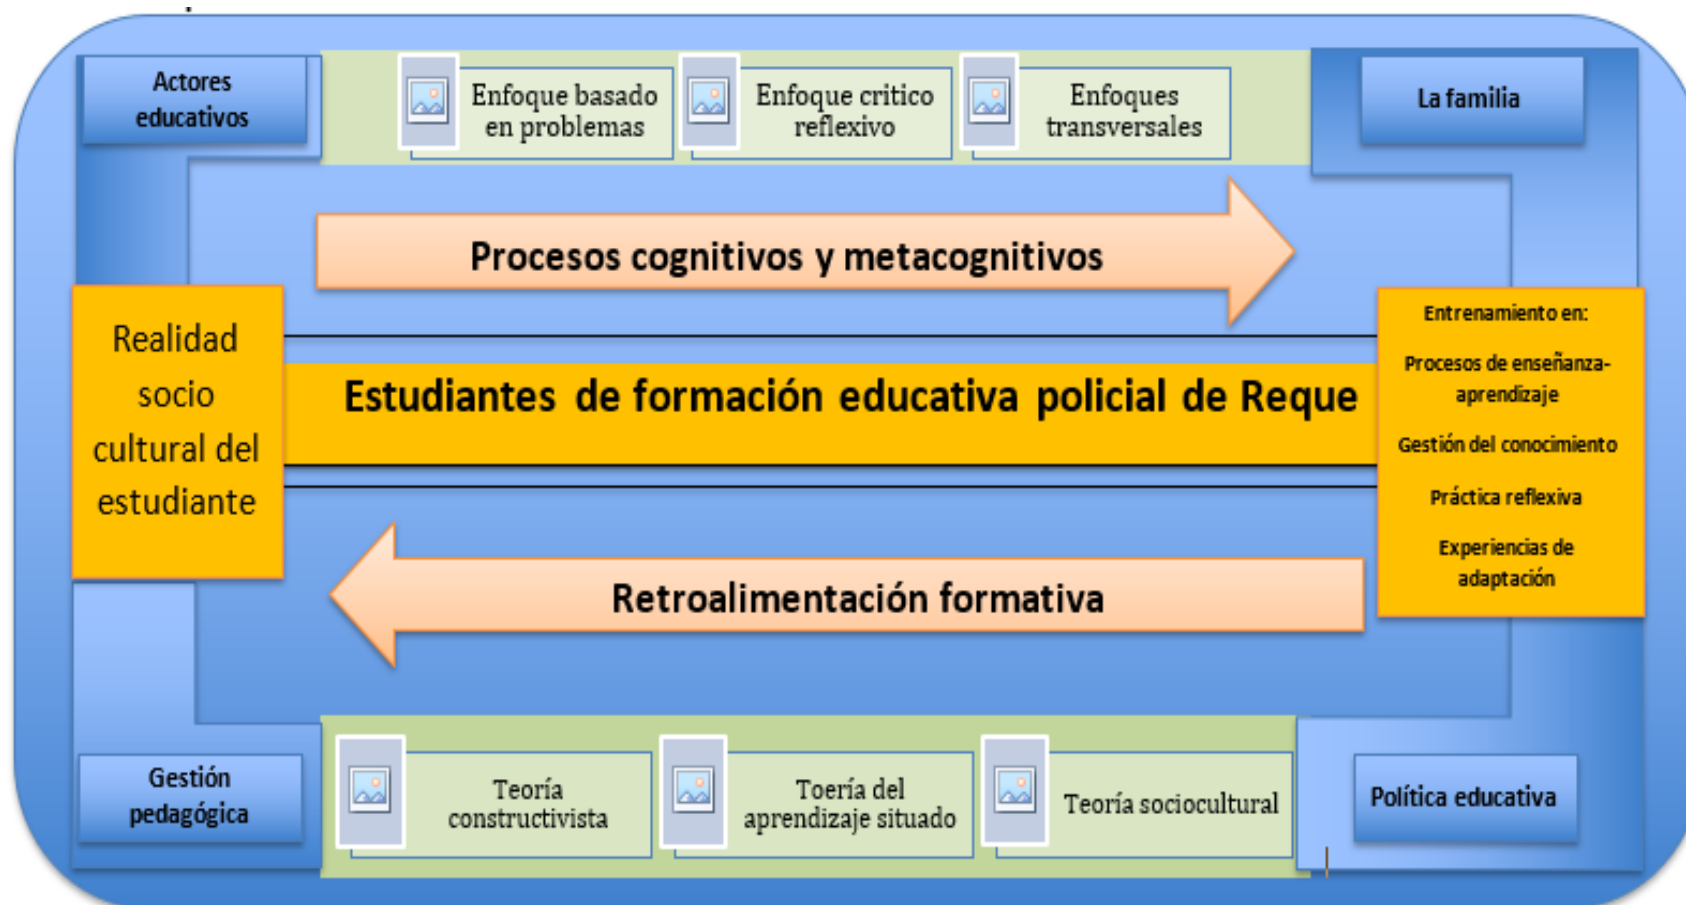 Actores
educativos
Enfoque basado
en problemas
Enfoque critico
reflexivo
Enfoques
transversales
La familia
Procesos cognitivos y metacognitivos
Realidad
socio
cultural del
estudiante
Estudiantes de formación educativa policial de Reque
Entrenamiento en:
Procesos de enseñanza-
aprendizaje
Gestión del conocimiento
Práctica reflexiva
Experiencias de
adaptación
Retroalimentación formativa
Gestión
pedagógica
Teoría
constructivista
Toería del
aprendizaje situado
Teoría sociocultural
Política educativa